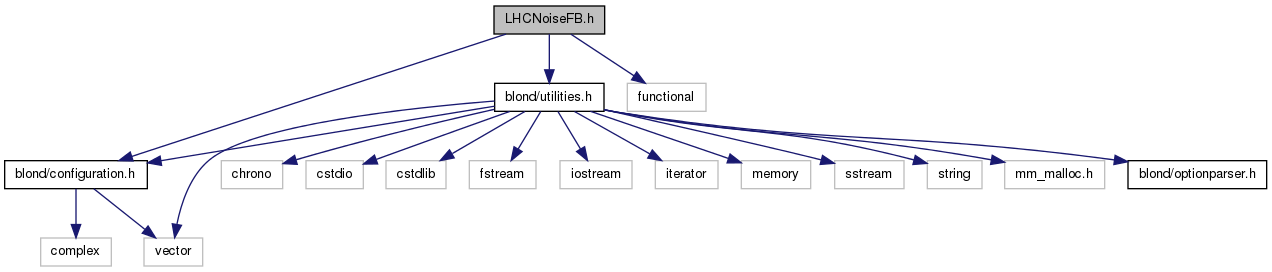 LHCNoiseFB.h
blond/utilities.h
functional
blond/configuration.h
chrono
cstdio
cstdlib
fstream
iostream
iterator
memory
sstream
string
mm_malloc.h
blond/optionparser.h
complex
vector